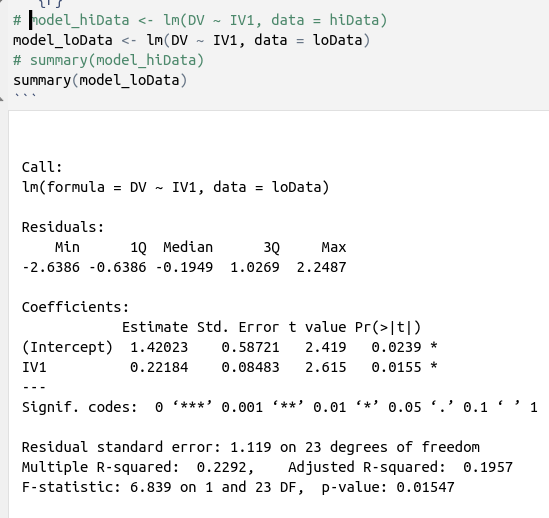 {r}
# model_hiData <- lm(DV ~ IV1, data = hiData)
model_loData <- lm(DV ~ IV1, data = loData)
# summary(model_hiData)
summary(model_loData)
```
Call:
lm(formula = DV ~ IV1, data = loData)
Residuals:
    Min      1Q  Median      3Q     Max
-2.6386 -0.6386 -0.1949  1.0269  2.2487
Coefficients:
            Estimate Std. Error t value Pr(>|t|)
(Intercept)  1.42023    0.58721   2.419   0.0239 *
IV1          0.22184    0.08483   2.615   0.0155 *
---
Signif. codes:  0 ‘***’ 0.001 ‘**’ 0.01 ‘*’ 0.05 ‘.’ 0.1 ‘ ’ 1
Residual standard error: 1.119 on 23 degrees of freedom
Multiple R-squared:  0.2292,    Adjusted R-squared:  0.1957
F-statistic: 6.839 on 1 and 23 DF,  p-value: 0.01547